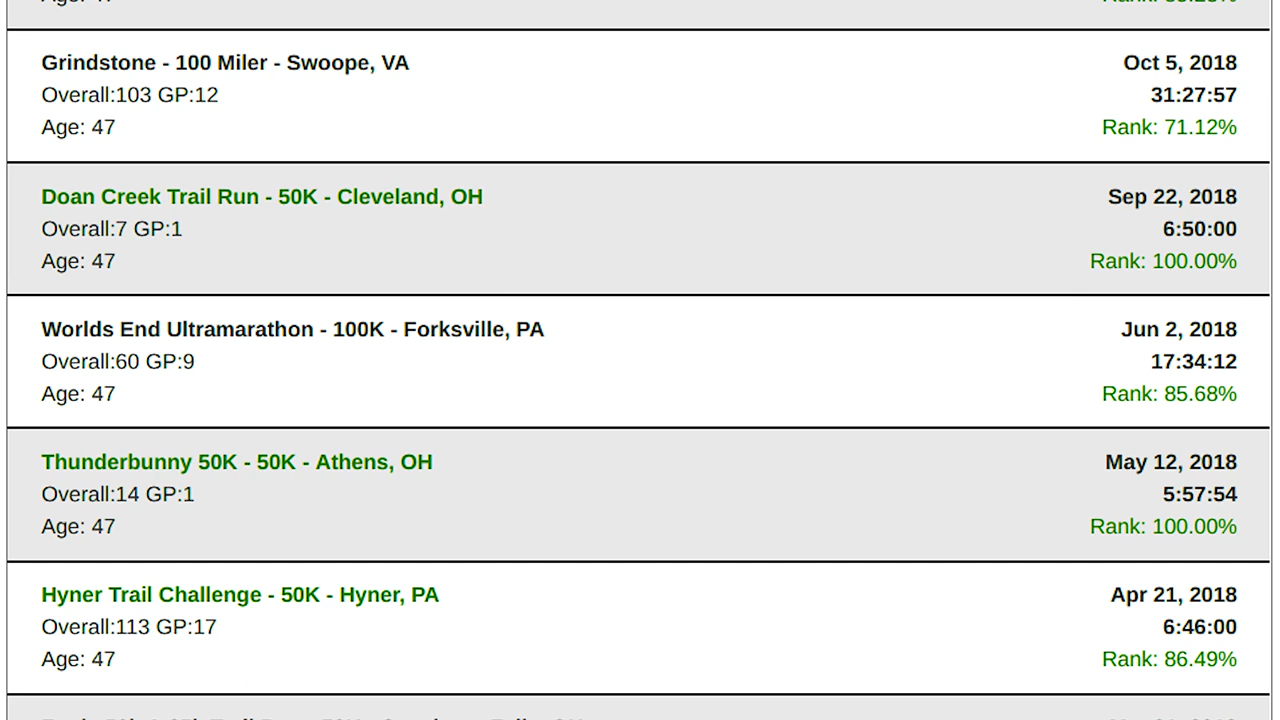 Grindstone - 100 Miler - Swoope, VA Oct 5, 2018
Overall:103 GP:12 31:27:57
Age: 47 Rank: 71.12%
Doan Creek Trail Run - 50K - Cleveland, OH Sep 22, 2018
Overall:7 GP:1 6:50:00
Age: 47 Rank: 100.00%
Worlds End Ultramarathon - 100K - Forksville, PA Jun 2, 2018
Overall:60 GP:9 17:34:12
Age: 47 Rank: 85.68%
Thunderbunny 50K - 50K - Athens, OH May 12, 2018
Overall:14 GP:1 5:57:54
Age: 47 Rank: 100.00%
Hyner Trail Challenge - 50K - Hyner, PA Apr 21, 2018
Overall:113 GP:17 6:46:00
Age: 47 Rank: 86.49%